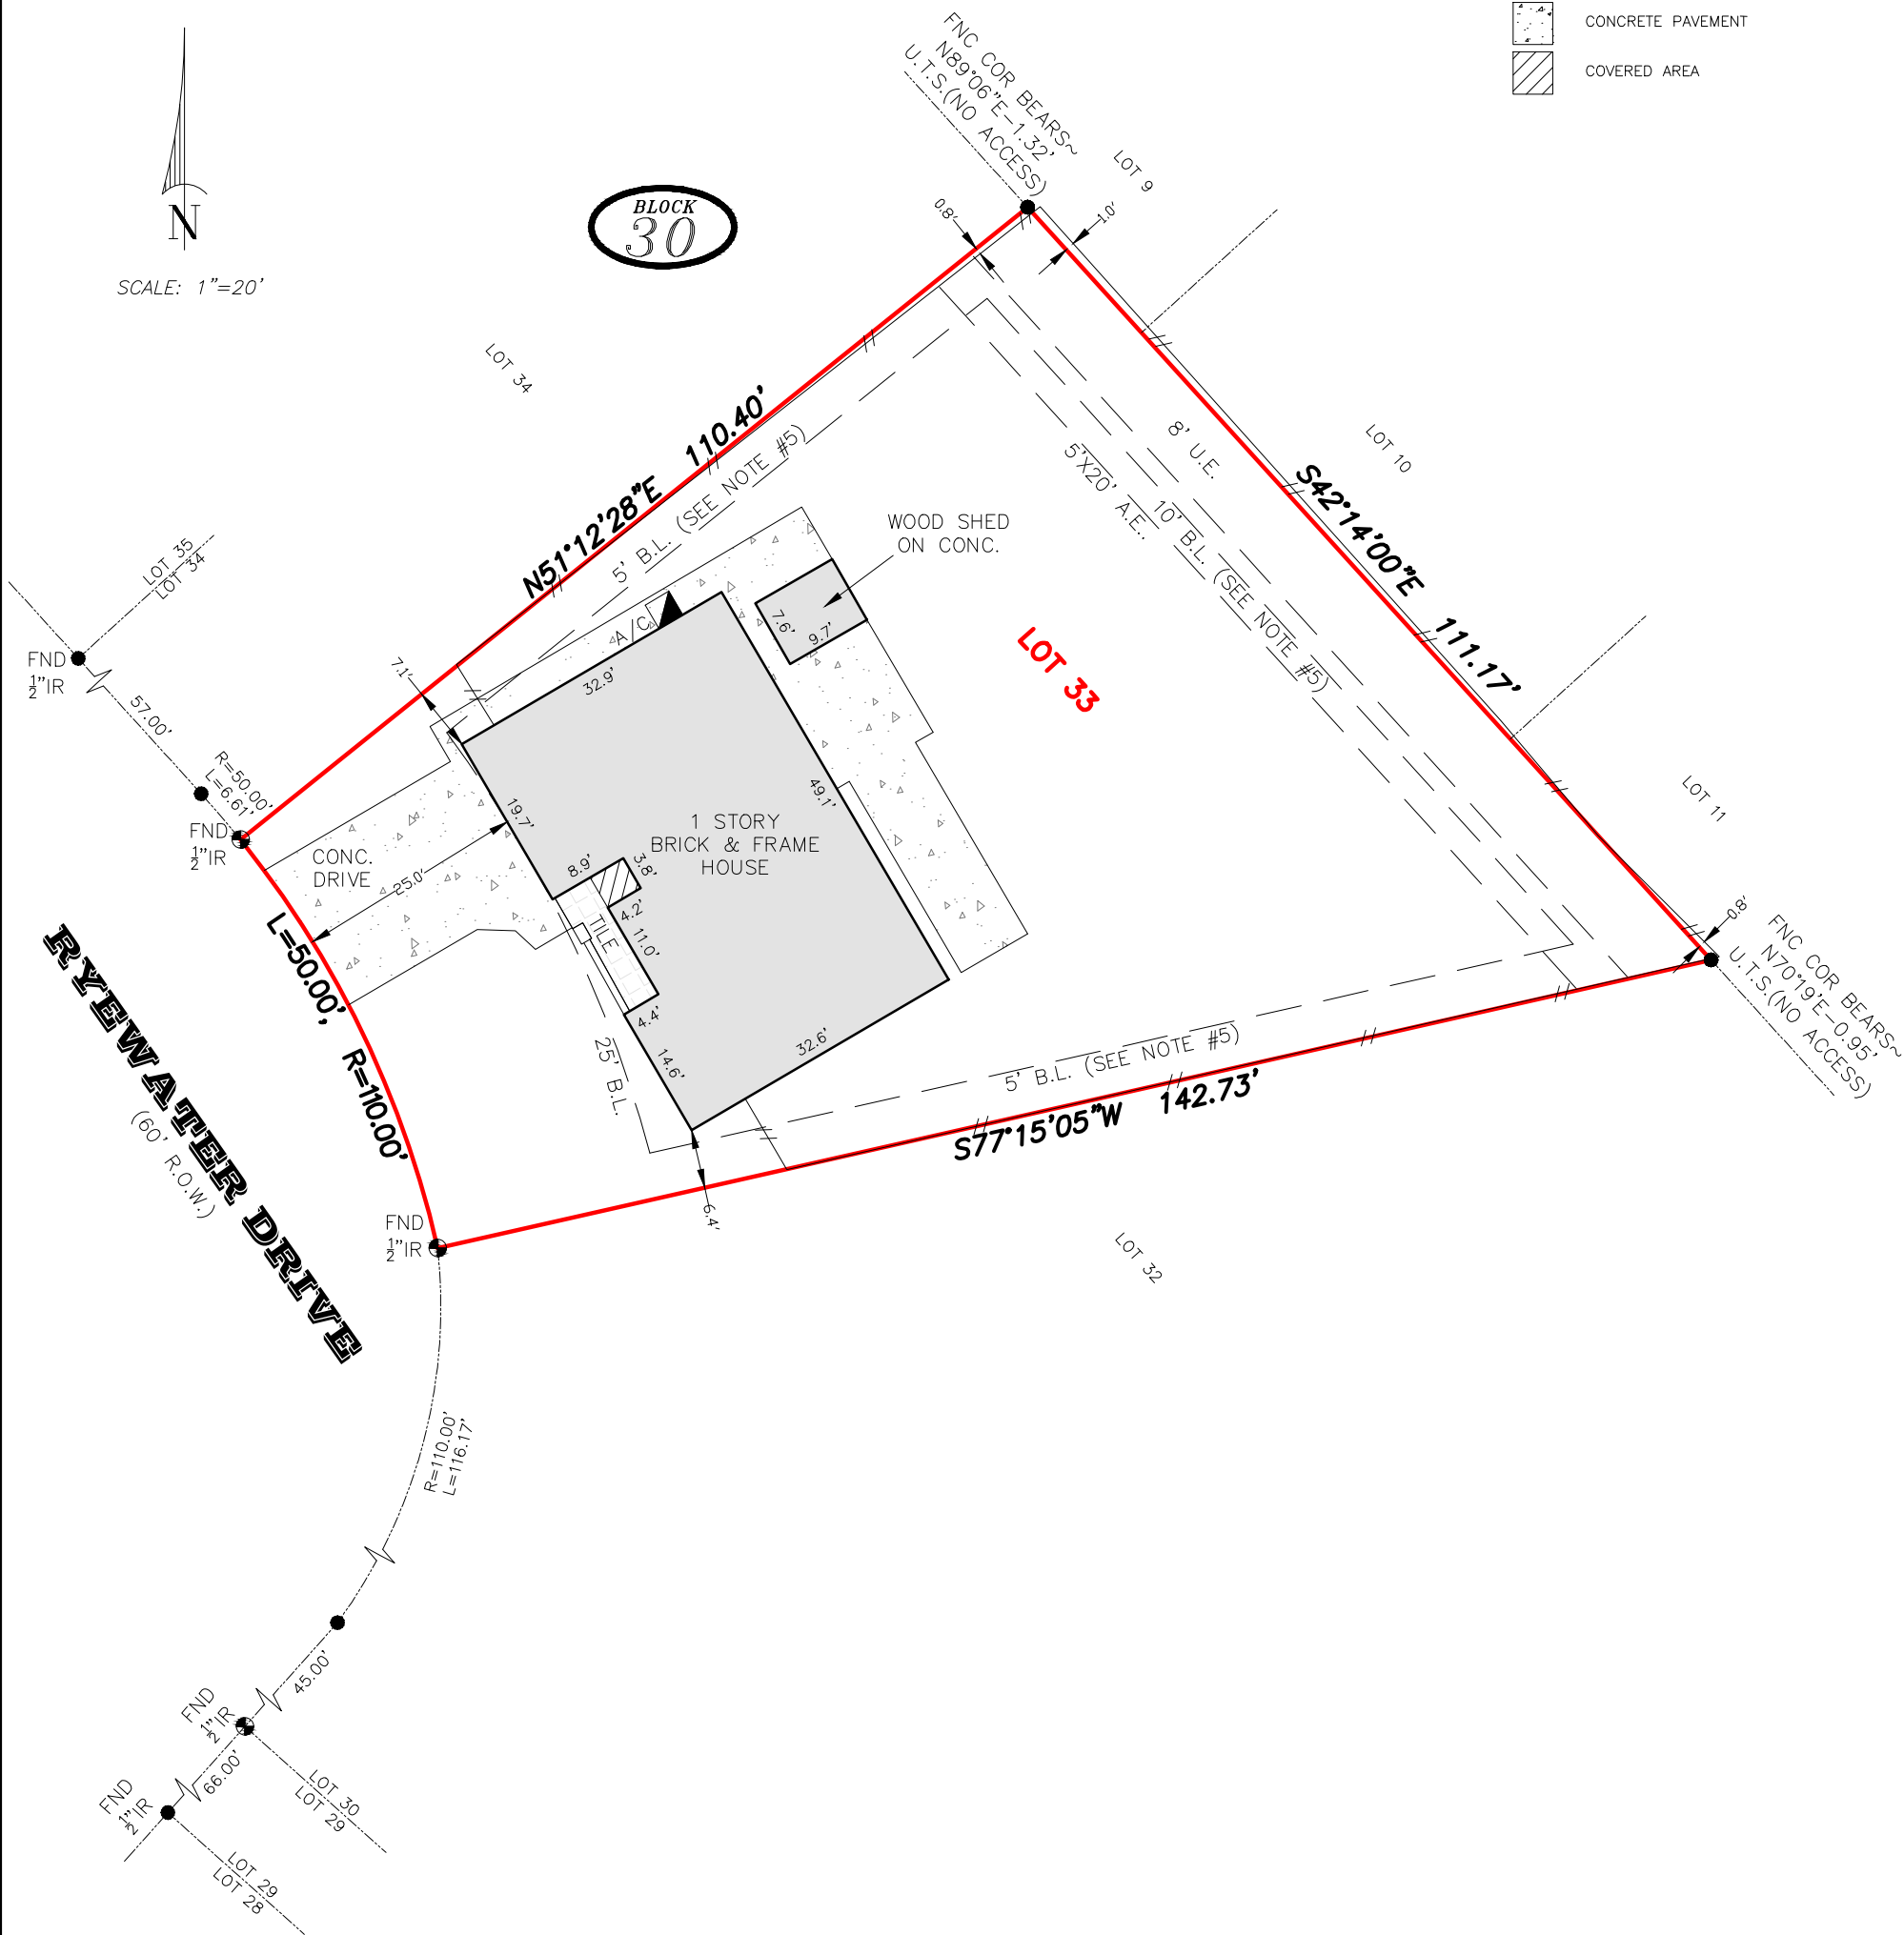 CONCRETE PAVEMENT
COVERED AREA
N
SCALE: 1"=20'
BLOCK
30
FNC COR BEARS~
N89°06"E-1.32'
U.T.S.(NO ACCESS)
LOT 9
0.8'
1.0'
LOT 34
N51°12'28"E 110.40'
5' B.L. (SEE NOTE #5)
8' U.E.
5'X20' A.E..
10' B.L. (SEE NOTE #5)
LOT 10
S42°14'00"E 111.17'
WOOD SHED
ON CONC.
7.6'
9.7'
LOT 33
LOT 35
LOT 34
FND
1/2"IR
57.00'
R=50.00'
L=6.61'
FND
1/2"IR
7.1'
A/C
32.9'
19.7'
49.1'
1 STORY
BRICK & FRAME
HOUSE
CONC.
DRIVE
25.0'
8.9'
3.8'
4.2'
TILE
11.0'
4.4'
14.6'
32.6'
25' B.L.
LOT 11
0.8'
FNC COR BEARS~
N70°19'E-0.95'
U.T.S.(NO ACCESS)
5' B.L. (SEE NOTE #5)
S77°15'05"W 142.73'
L=50.00', R=110.00'
RYEWATER DRIVE
(60' R.O.W.)
FND
1/2"IR
6.4'
LOT 32
R=110.00'
L=116.17'
45.00'
FND
1/2"IR
66.00'
FND
1/2"IR
LOT 30
LOT 29
LOT 29
LOT 28